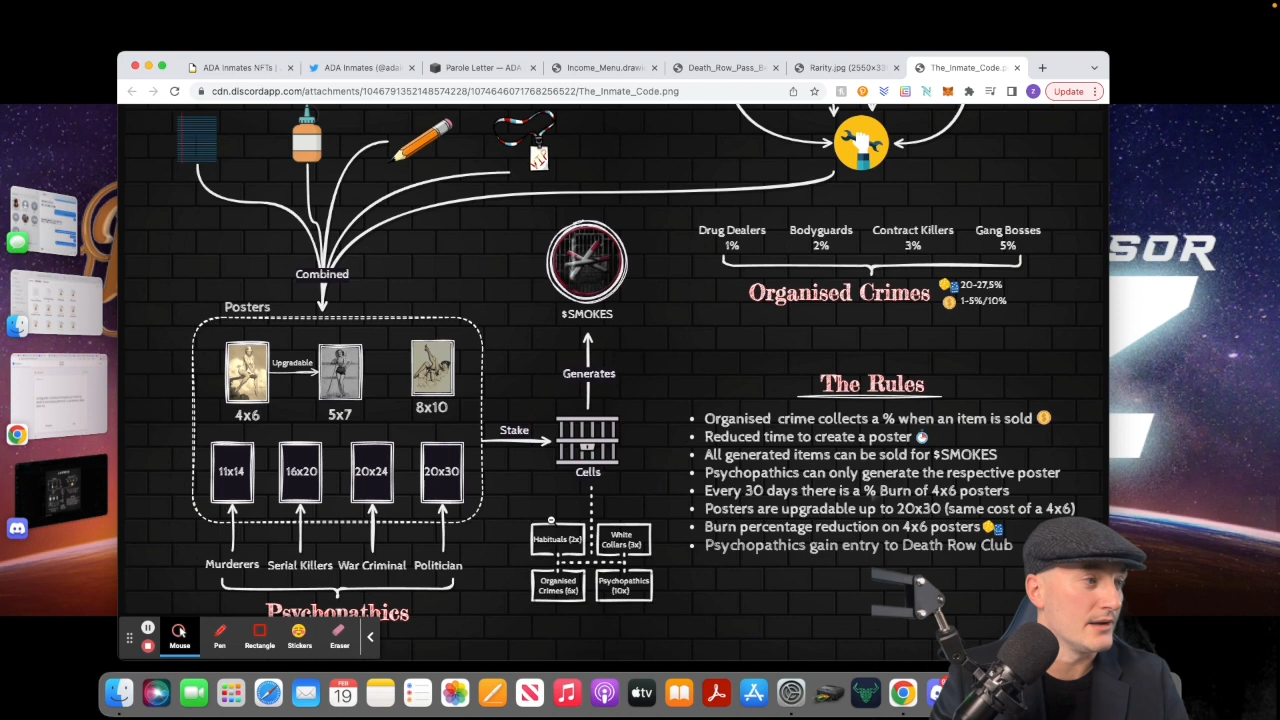 ADA Inmates NFTs |
ADA Inmates (@adai
Parole Letter — ADA
Income_Menu.drawi
Death_Row_Pass_Be
Rarity.jpg (2550×33
The_Inmate_Code.p
cdn.discordapp.com/attachments/1046791352148574228/1074646071768256522/The_Inmate_Code.png
Update
SOR
Drug Dealers Bodyguards Contract Killers Gang Bosses
1% 2% 3% 5%
Combined
Organised Crimes
20-27,5%
1-5%/10%
Posters
$SMOKES
Upgradable
Generates
4x6
5x7
8x10
The Rules
Organised crime collects a % when an item is sold
Reduced time to create a poster
All generated items can be sold for $SMOKES
Psychopathics can only generate the respective poster
Every 30 days there is a % Burn of 4x6 posters
Posters are upgradable up to 20x30 (same cost of a 4x6)
Burn percentage reduction on 4x6 posters
Psychopathics gain entry to Death Row Club
Stake
Cells
11x14
16x20
20x24
20x30
Habituals (2x)
White
Collars (3x)
Organised
Crimes (6x)
Psychopathics
(10x)
Murderers Serial Killers War Criminal Politician
Psychopathics
Mouse
Pen
Rectangle
Stickers
Eraser
FEB
19
tv